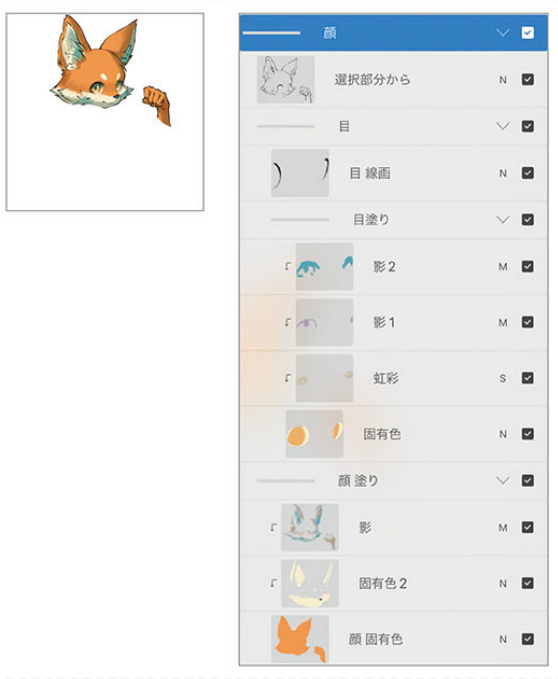 顔
選択部分から N
目
目 線画 N
目塗り
影2 M
影1 M
虹彩 S
固有色 N
顔 塗り
影 M
固有色2 N
顔 固有色 N